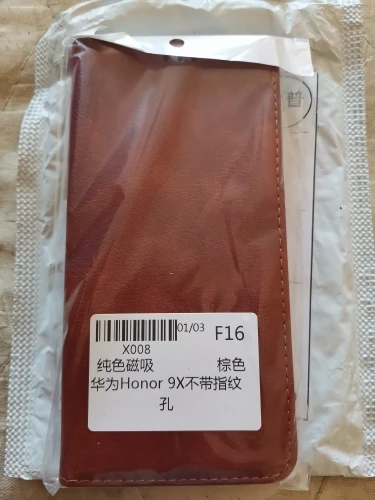 普
01/03
F16
X008
纯色磁吸 棕色
华为Honor 9X不带指纹
孔